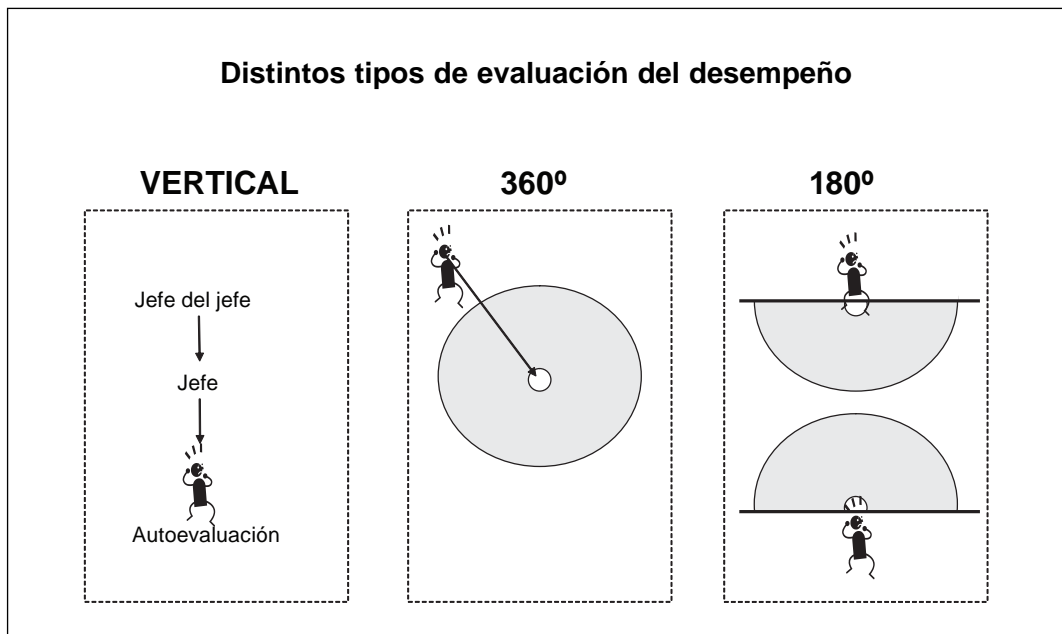 Distintos tipos de evaluación del desempeño
VERTICAL
Jefe del jefe
Jefe
Autoevaluación
360º
180º